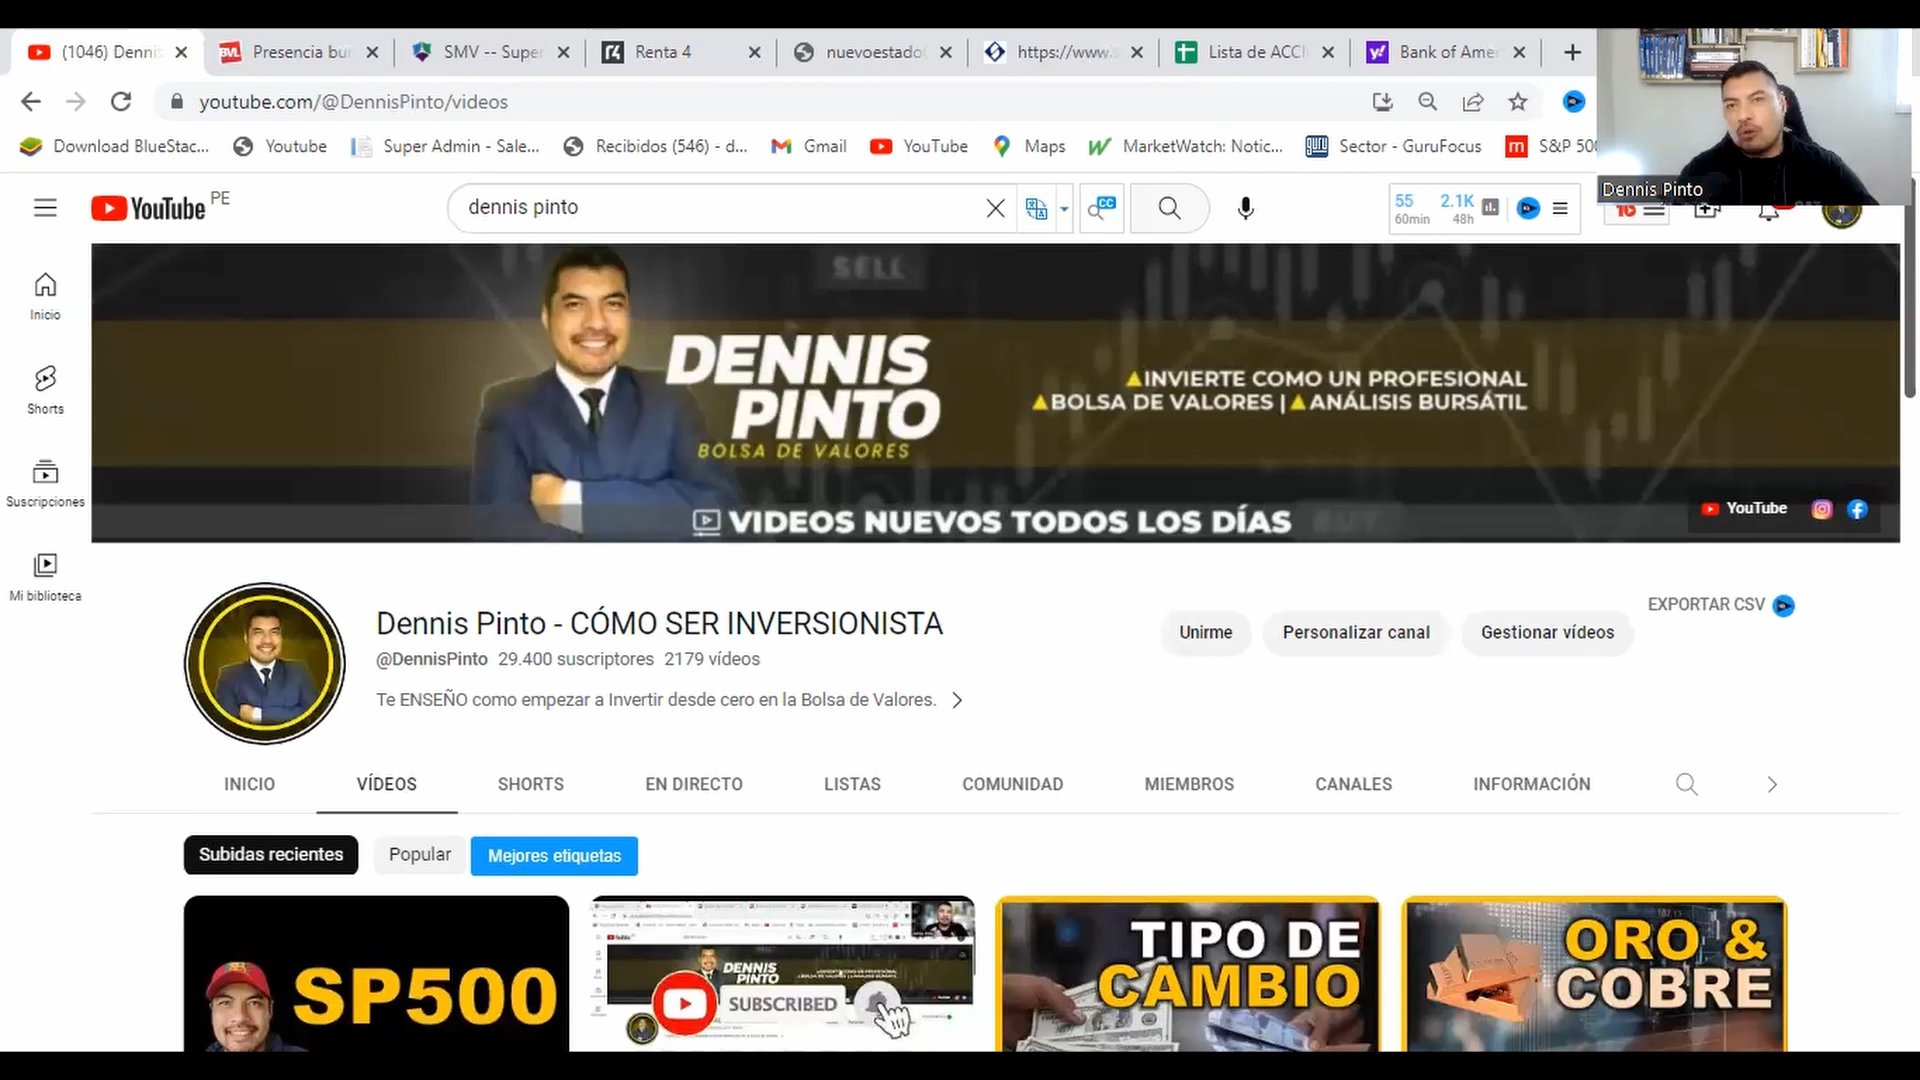 (1046) Dennis
Presencia bur
SMV -- Super
Renta 4
nuevoestado
https://www.
Lista de ACCI
Bank of Amer
youtube.com/@DennisPinto/videos
Download BlueStac...
Youtube
Super Admin - Sale...
Recibidos (546) - d...
Gmail
YouTube
Maps
MarketWatch: Notic...
Sector - GuruFocus
S&P 500
Dennis Pinto
YouTube PE
dennis pinto
CC
55
60min
2.1K
48h
SELL
DENNIS
PINTO
BOLSA DE VALORES
INVIERTE COMO UN PROFESIONAL
BOLSA DE VALORES | ANÁLISIS BURSÁTIL
VIDEOS NUEVOS TODOS LOS DÍAS
YouTube
Inicio
Shorts
Suscripciones
Mi biblioteca
Dennis Pinto - CÓMO SER INVERSIONISTA
@DennisPinto 29.400 suscriptores 2179 vídeos
Te ENSEÑO como empezar a Invertir desde cero en la Bolsa de Valores.
Unirme
Personalizar canal
Gestionar vídeos
EXPORTAR CSV
INICIO
VÍDEOS
SHORTS
EN DIRECTO
LISTAS
COMUNIDAD
MIEMBROS
CANALES
INFORMACIÓN
Subidas recientes
Popular
Mejores etiquetas
SP500
DENNIS
PINTO
SUBSCRIBED
TIPO DE
CAMBIO
ORO &
COBRE